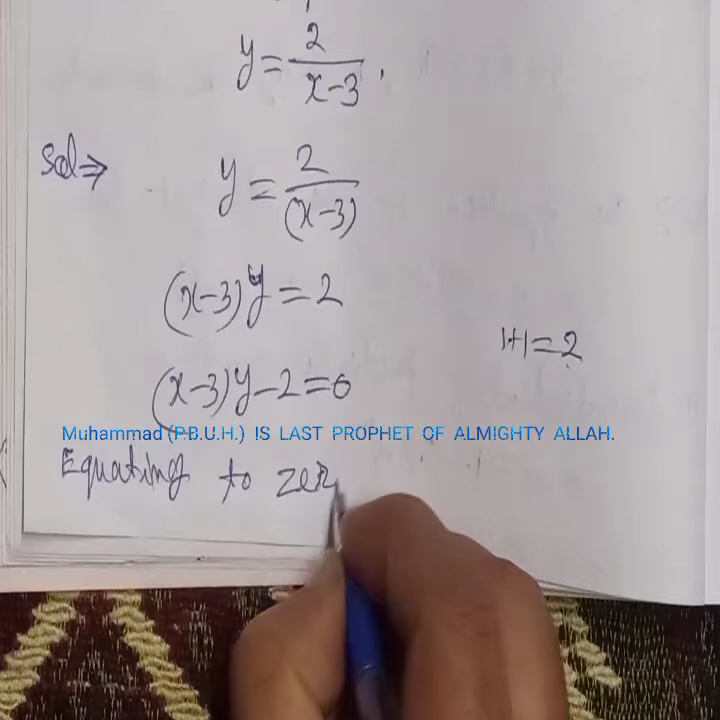 y = 2/(x-3).
Sol⇒ y = 2/(x-3)
(x-3)y = 2
1+1=2
(x-3)y-2=0
Muhammad (P.B.U.H.) IS LAST PROPHET OF ALMIGHTY ALLAH.
Equating to zer